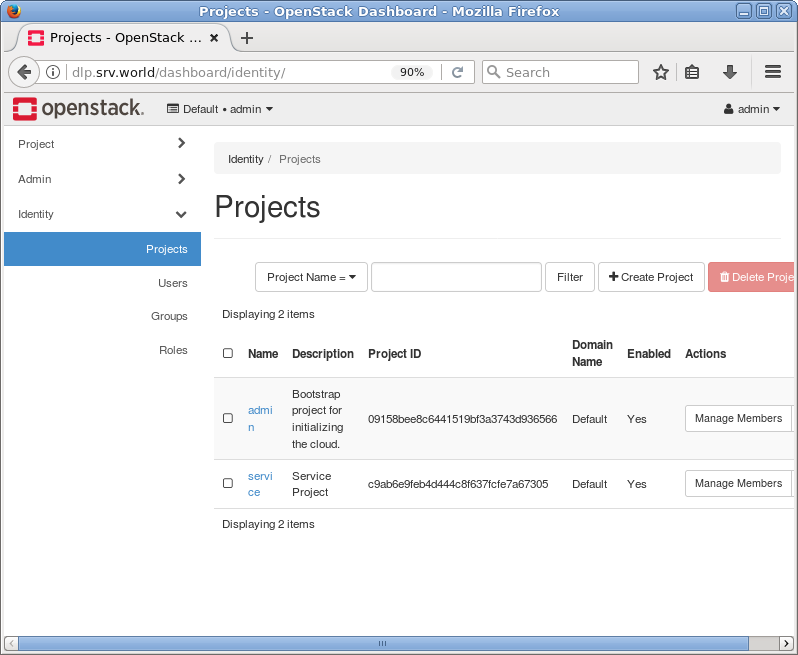 Projects - OpenStack Dashboard - Mozilla Firefox
Projects - OpenStack ...
dlp.srv.world/dashboard/identity/
90%
Search
openstack.
Default • admin
admin
Project
Admin
Identity
Projects
Users
Groups
Roles
Identity / Projects
Projects
Project Name =
Filter
Create Project
Delete Proje
Displaying 2 items
Name Description Project ID Domain Name Enabled Actions
admi
n
Bootstrap
project for
initializing
the cloud.
09158bee8c6441519bf3a3743d936566
Default
Yes
Manage Members
servi
ce
Service
Project
c9ab6e9feb4d444c8f637fcfe7a67305
Default
Yes
Manage Members
Displaying 2 items